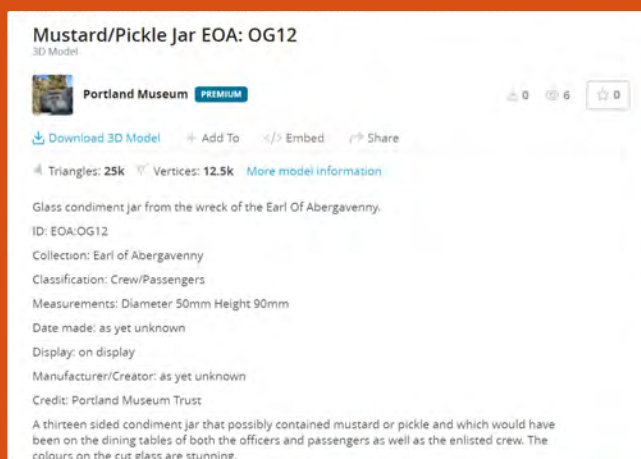 Mustard/Pickle Jar EOA: OG12
3D Model
Portland Museum PREMIUM
0 6 0
Download 3D Model Add To </> Embed Share
Triangles: 25k Vertices: 12.5k More model information
Glass condiment jar from the wreck of the Earl Of Abergavenny.
ID: EOA:OG12
Collection: Earl of Abergavenny
Classification: Crew/Passengers
Measurements: Diameter 50mm Height 90mm
Date made: as yet unknown
Display: on display
Manufacturer/Creator: as yet unknown
Credit: Portland Museum Trust
A thirteen sided condiment jar that possibly contained mustard or pickle and which would have
been on the dining tables of both the officers and passengers as well as the enlisted crew. The
colours on the cut glass are stunning.